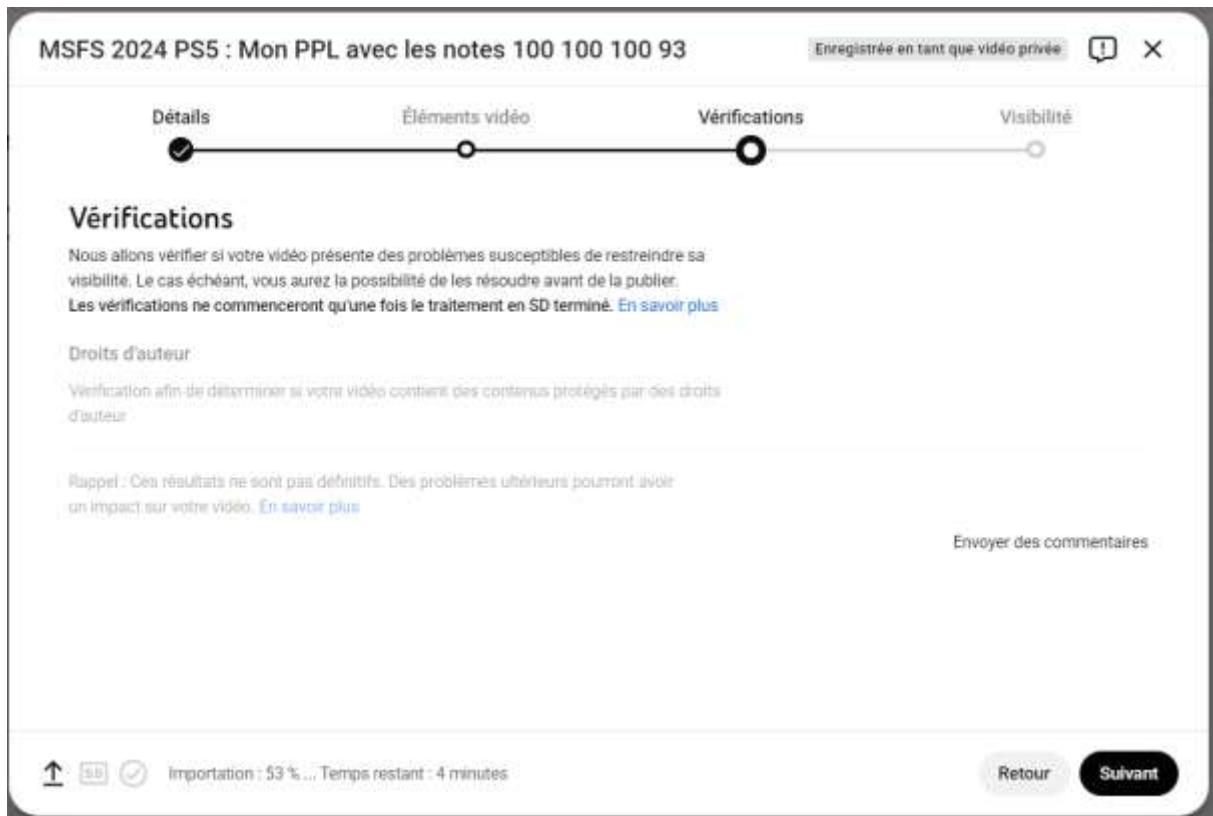 MSFS 2024 PS5 : Mon PPL avec les notes 100 100 100 93
Enregistrée en tant que vidéo privée
Détails
Éléments vidéo
Vérifications
Visibilité
Vérifications
Nous allons vérifier si votre vidéo présente des problèmes susceptibles de restreindre sa
visibilité. Le cas échéant, vous aurez la possibilité de les résoudre avant de la publier.
Les vérifications ne commenceront qu'une fois le traitement en SD terminé. En savoir plus
Droits d'auteur
Vérification afin de déterminer si votre vidéo contient des contenus protégés par des droits
d'auteur
Rappel : Ces résultats ne sont pas définitifs. Des problèmes ultérieurs pourront avoir
un impact sur votre vidéo. En savoir plus
Envoyer des commentaires
SD
Importation : 53 % ... Temps restant : 4 minutes
Retour
Suivant